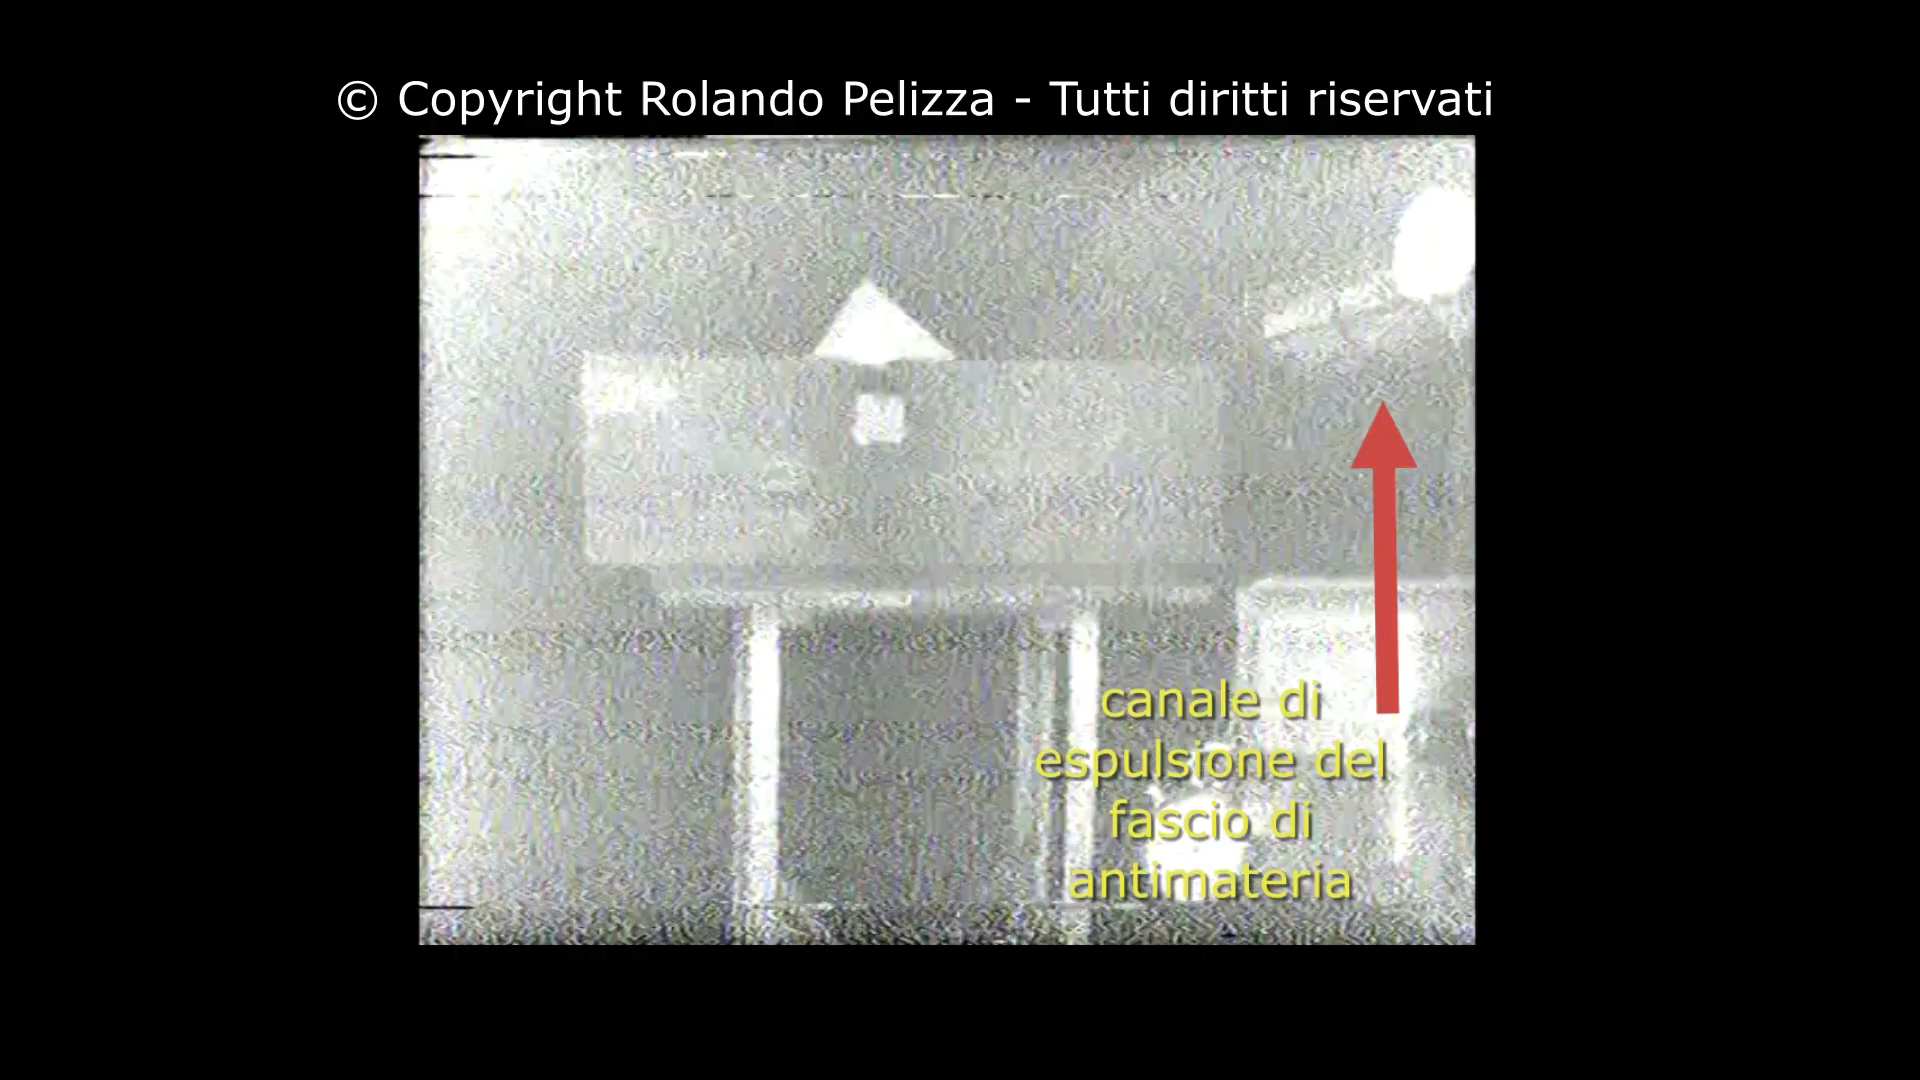 © Copyright Rolando Pelizza - Tutti diritti riservati
canale di
espulsione del
fascio di
antimateria